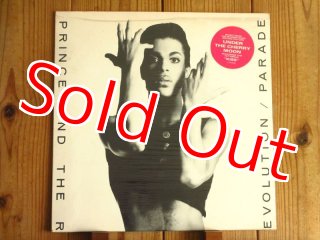 PRINCE AND THE R
EVOLUTION / PARADE
UNDER
THE CHERRY
MOON
Sold Out